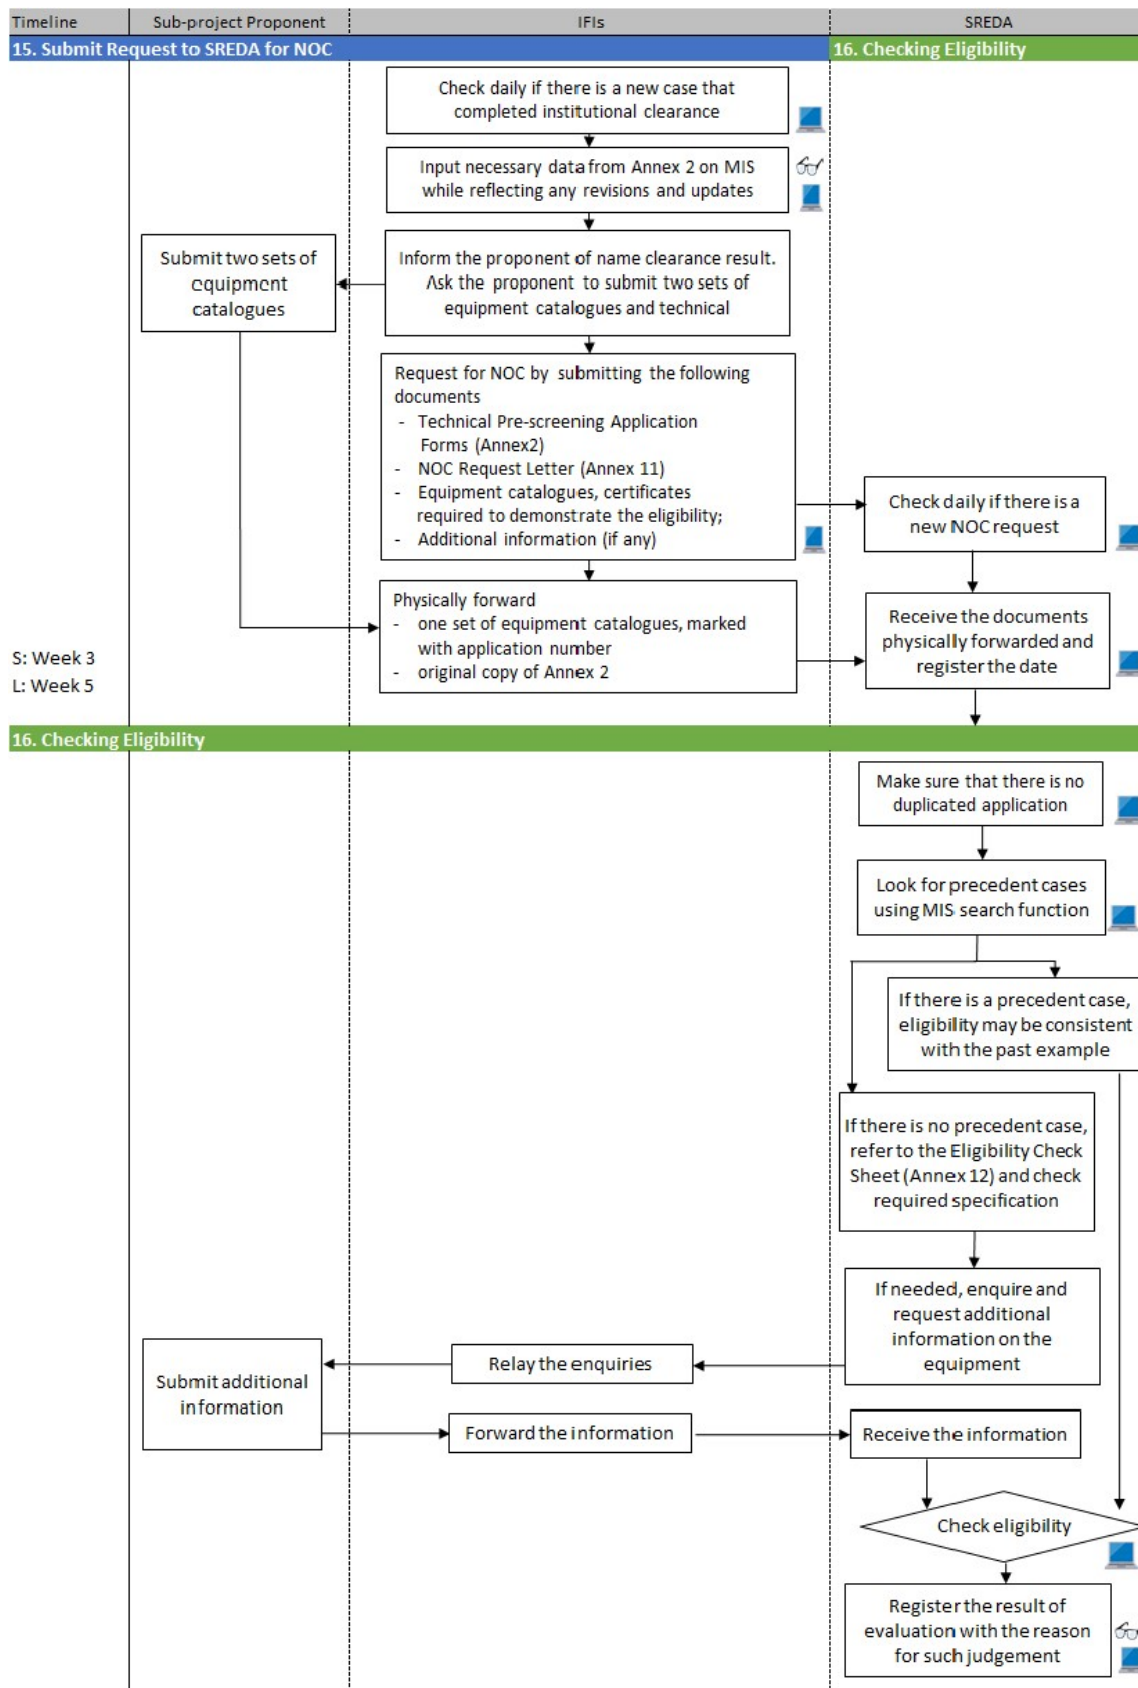 Timeline
Sub-project Proponent
IFIs
SREDA
15. Submit Request to SREDA for NOC
16. Checking Eligibility
Check daily if there is a new case that
completed institutional clearance
Input necessary data from Annex 2 on MIS
while reflecting any revisions and updates
Submit two sets of
equipment
catalogues
Inform the proponent of name clearance result.
Ask the proponent to submit two sets of
equipment catalogues and technical
Request for NOC by submitting the following
documents
- Technical Pre-screening Application
Forms (Annex2)
- NOC Request Letter (Annex 11)
- Equipment catalogues, certificates
required to demonstrate the eligibility;
- Additional information (if any)
Check daily if there is a
new NOC request
Physically forward
- one set of equipment catalogues, marked
with application number
- original copy of Annex 2
Receive the documents
physically forwarded and
register the date
S: Week 3
L: Week 5
16. Checking Eligibility
Make sure that there is no
duplicated application
Look for precedent cases
using MIS search function
If there is a precedent case,
eligibility may be consistent
with the past example
If there is no precedent case,
refer to the Eligibility Check
Sheet (Annex 12) and check
required specification
If needed, enquire and
request additional
information on the
equipment
Relay the enquiries
Submit additional
information
Forward the information
Receive the information
Check eligibility
Register the result of
evaluation with the reason
for such judgement